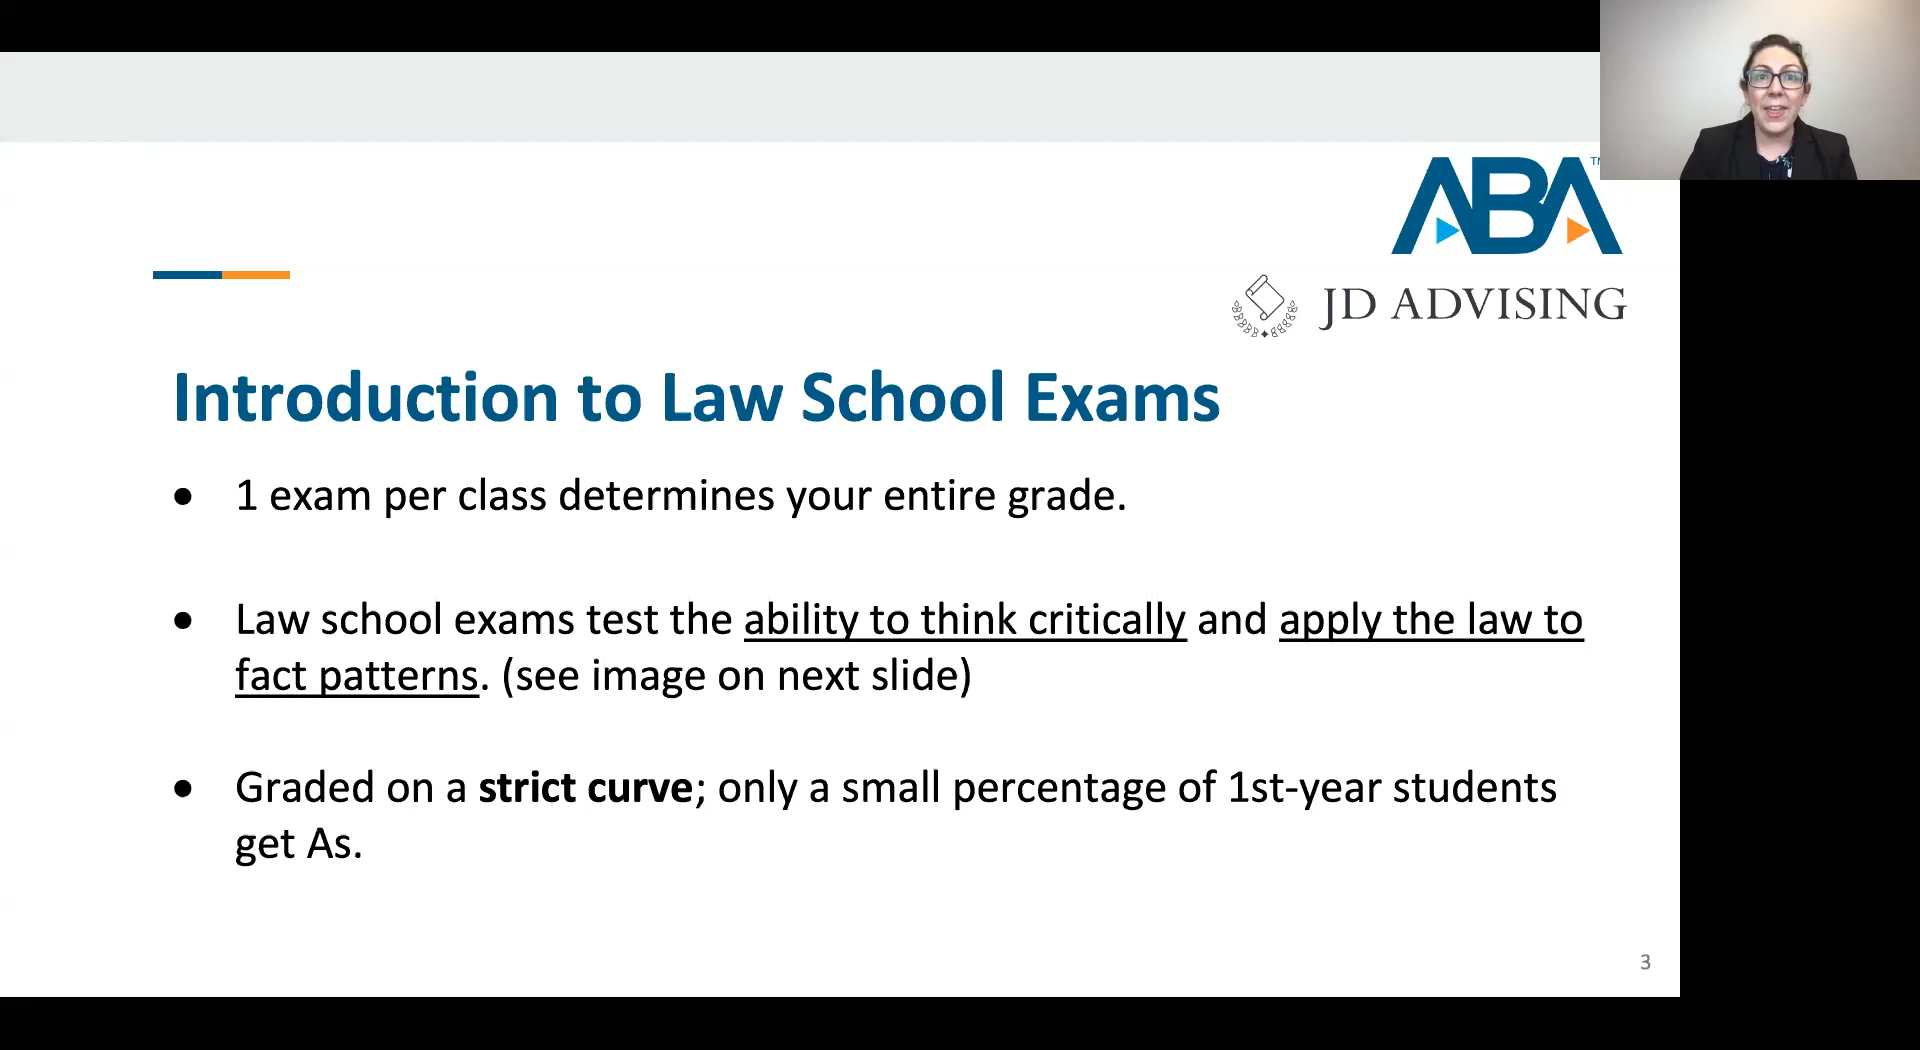 ABA
JD ADVISING
Introduction to Law School Exams
• 1 exam per class determines your entire grade.
• Law school exams test the ability to think critically and apply the law to
fact patterns. (see image on next slide)
• Graded on a strict curve; only a small percentage of 1st-year students
get As.
3